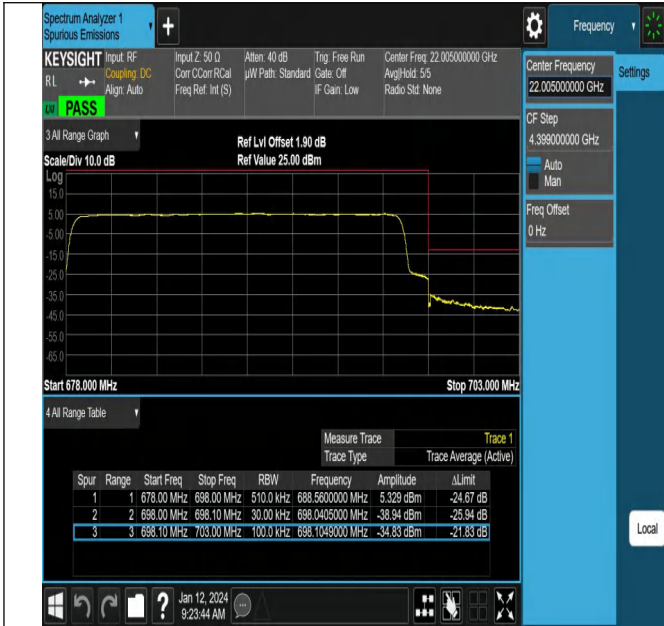 Spectrum Analyzer 1
Spurious Emissions
Frequency
KEYSIGHT Input: RF Input Z: 50 Ω Atten: 40 dB Trig: Free Run Center Freq: 22.005000000 GHz
RL Coupling: DC Corr CCorr RCal µW Path: Standard Gate: Off Avg|Hold: 5/5
Align: Auto Freq Ref: Int (S) IF Gain: Low Radio Std: None
PASS
Center Frequency
22.005000000 GHz
Settings
CF Step
4.399000000 GHz
Auto
Man
Freq Offset
0 Hz
Local
3 All Range Graph
Ref Lvl Offset 1.90 dB
Scale/Div 10.0 dB Ref Value 25.00 dBm
Log
15.0
5.00
-5.00
-15.0
-25.0
-35.0
-45.0
-55.0
-65.0
Start 678.000 MHz Stop 703.000 MHz
4 All Range Table
Measure Trace Trace 1
Trace Type Trace Average (Active)
Spur Range Start Freq Stop Freq RBW Frequency Amplitude ΔLimit
1 1 678.00 MHz 698.00 MHz 510.0 kHz 688.5600000 MHz 5.329 dBm -24.67 dB
2 2 698.00 MHz 698.10 MHz 30.00 kHz 698.0405000 MHz -38.94 dBm -25.94 dB
3 3 698.10 MHz 703.00 MHz 100.0 kHz 698.1049000 MHz -34.83 dBm -21.83 dB
?
Jan 12, 2024
9:23:44 AM